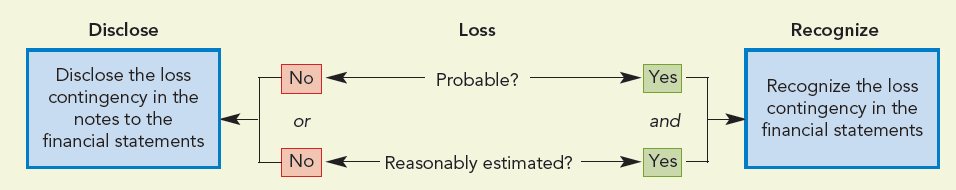 Disclose
Loss
Recognize
Disclose the loss
contingency in the
notes to the
financial statements
No
Probable?
Yes
or
and
No
Reasonably estimated?
Yes
Recognize the loss
contingency in the
financial statements